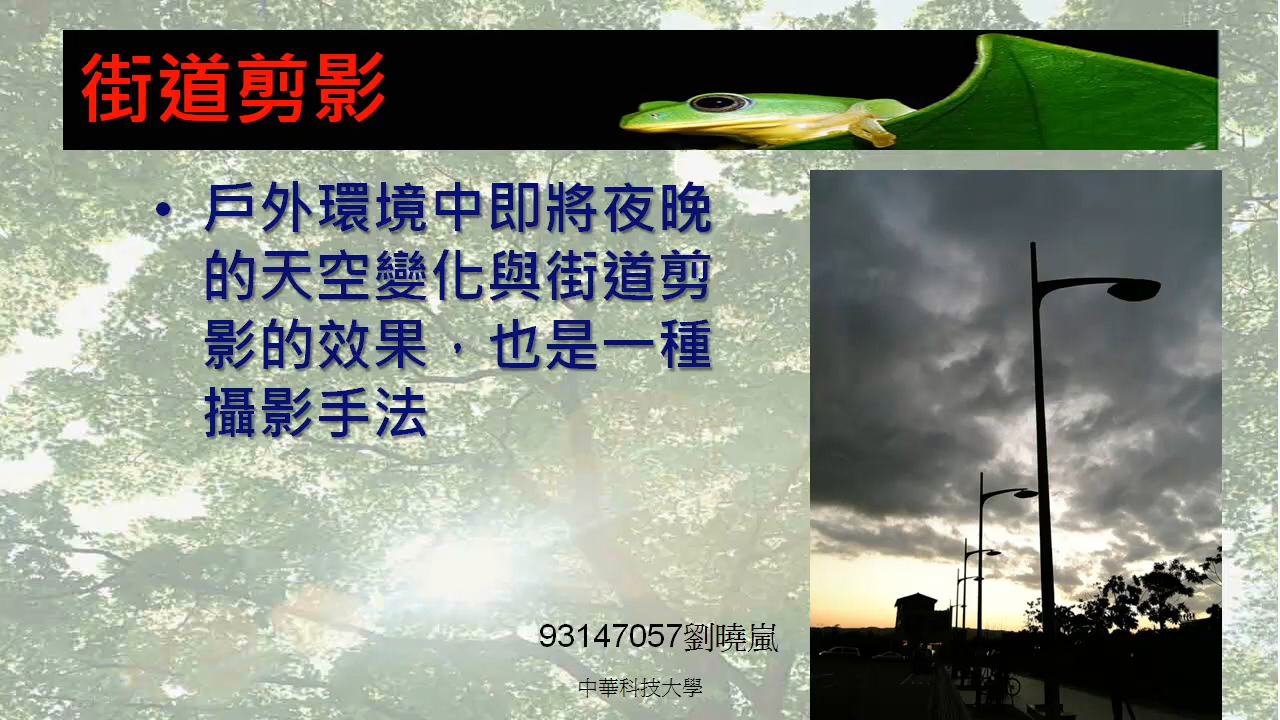 街道剪影
• 戶外環境中即將夜晚
的天空變化與街道剪
影的效果，也是一種
攝影手法
93147057劉曉嵐
中華科技大學